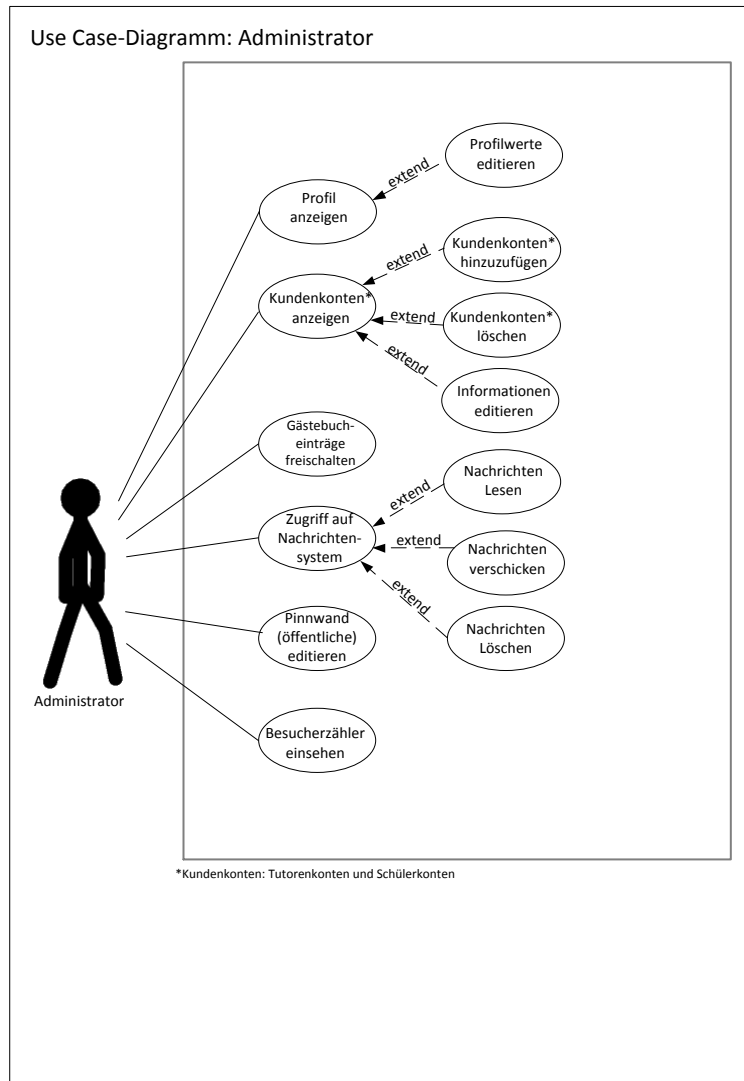 Use Case-Diagramm: Administrator
Profilwerte
editieren
extend
Profil
anzeigen
Kundenkonten*
hinzuzufügen
extend
Kundenkonten*
anzeigen
extend
Kundenkonten*
löschen
extend
Informationen
editieren
Gästebuch-
einträge
freischalten
Nachrichten
Lesen
extend
Zugriff auf
Nachrichten-
system
extend
Nachrichten
verschicken
extend
Nachrichten
Löschen
Pinnwand
(öffentliche)
editieren
Administrator
Besucherzähler
einsehen
*Kundenkonten: Tutorenkonten und Schülerkonten